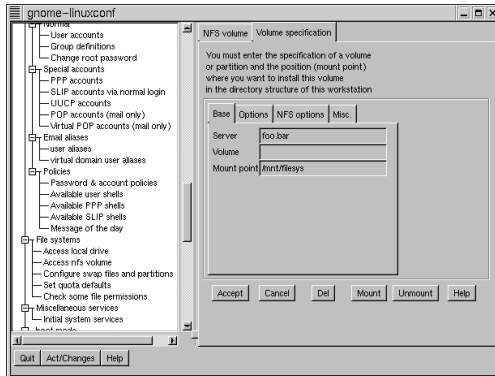 gnome-linuxconf
Normal
User accounts
Group definitions
Change root password
Special accounts
PPP accounts
SLIP accounts via normal login
UUCP accounts
POP accounts (mail only)
Virtual POP accounts (mail only)
Email aliases
user aliases
virtual domain user aliases
Policies
Password & account policies
Available user shells
Available PPP shells
Available SLIP shells
Message of the day
File systems
Access local drive
Access nfs volume
Configure swap files and partitions
Set quota defaults
Check some file permissions
Miscellaneous services
Initial system services
boot mode
Quit Act/Changes Help
NFS volume Volume specification
You must enter the specification of a volume
or partition and the position (mount point)
where you want to install this volume
in the directory structure of this workstation
Base Options NFS options Misc.
Server foo.bar
Volume
Mount point /mnt/filesys
Accept Cancel Del Mount Unmount Help